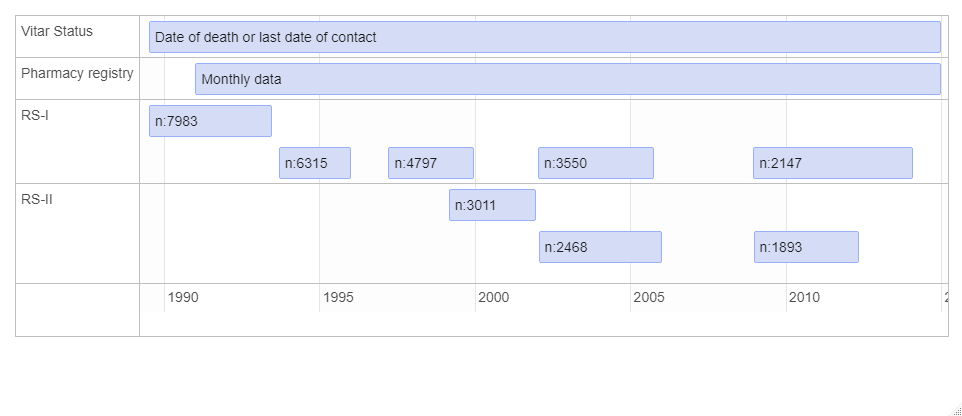 Vitar Status
Date of death or last date of contact
Pharmacy registry
Monthly data
RS-I
n:7983
n:6315
n:4797
n:3550
n:2147
RS-II
n:3011
n:2468
n:1893
1990
1995
2000
2005
2010